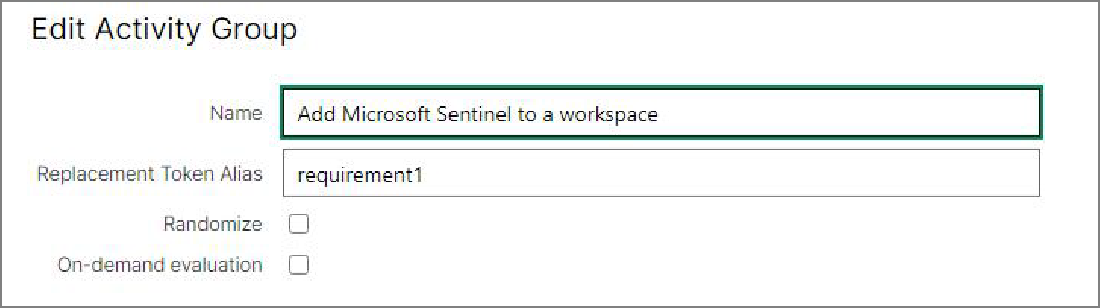 Edit Activity Group
Name Add Microsoft Sentinel to a workspace
Replacement Token Alias requirement1
Randomize
On-demand evaluation